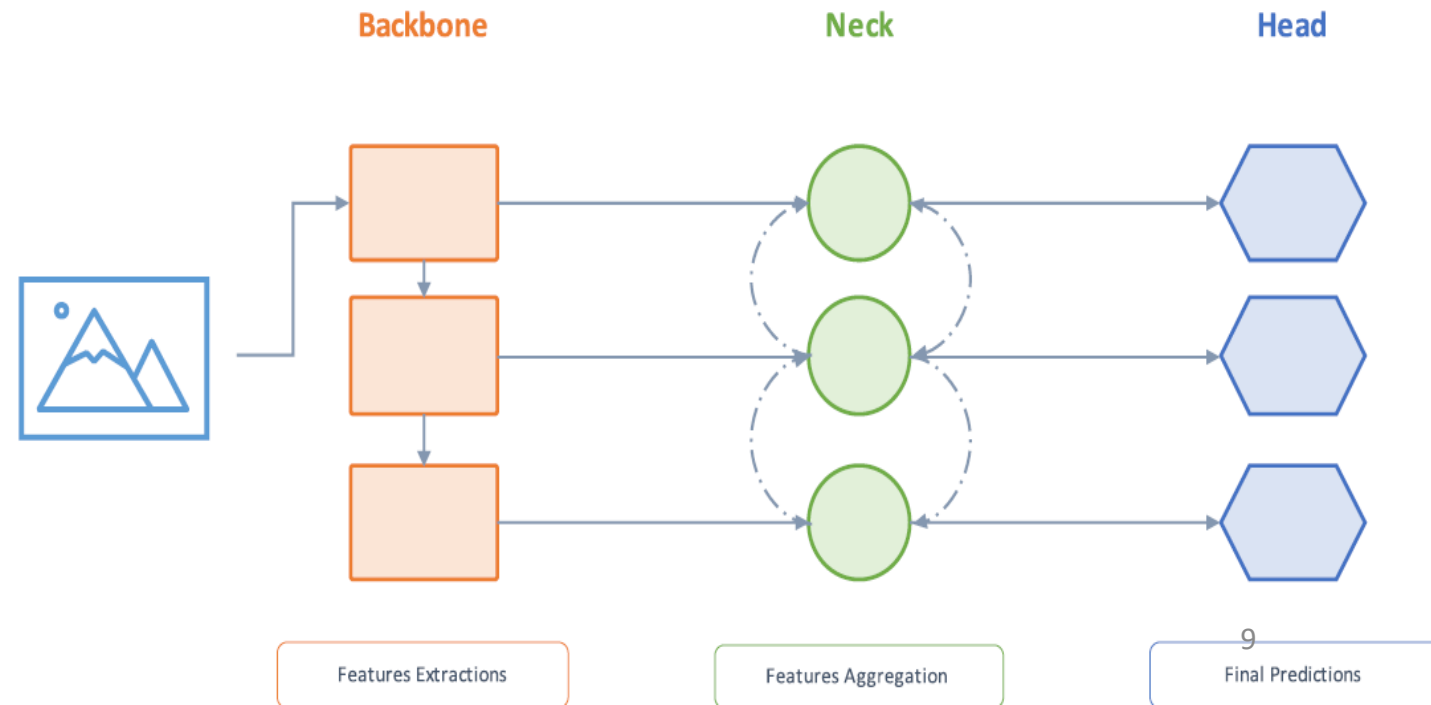 Backbone
Neck
Head
9
Features Extractions
Features Aggregation
Final Predictions